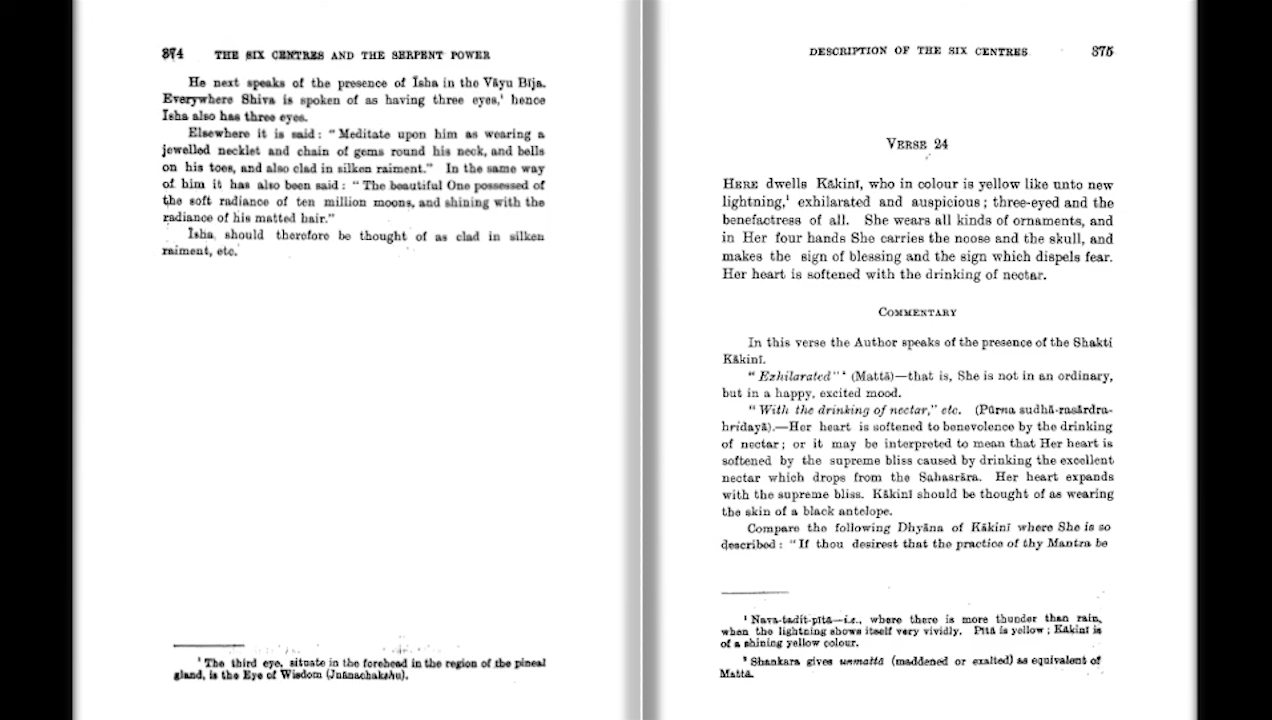 374 THE SIX CENTRES AND THE SERPENT POWER
He next speaks of the presence of Īsha in the Vāyu Bīja.
Everywhere Shiva is spoken of as having three eyes,¹ hence
Īsha also has three eyes.
Elsewhere it is said: “Meditate upon him as wearing a
jewelled necklet and chain of gems round his neck, and bells
on his toes, and also clad in silken raiment.” In the same way
of him it has also been said: “The beautiful One possessed of
the soft radiance of ten million moons, and shining with the
radiance of his matted hair.”
Īsha should therefore be thought of as clad in silken
raiment, etc.
¹ The third eye, situate in the forehead in the region of the pineal
gland, is the Eye of Wisdom (Jnānachakshu).
DESCRIPTION OF THE SIX CENTRES 375
VERSE 24
HERE dwells Kākinī, who in colour is yellow like unto new
lightning,¹ exhilarated and auspicious; three-eyed and the
benefactress of all. She wears all kinds of ornaments, and
in Her four hands She carries the noose and the skull, and
makes the sign of blessing and the sign which dispels fear.
Her heart is softened with the drinking of nectar.
COMMENTARY
In this verse the Author speaks of the presence of the Shakti
Kākinī.
“Exhilarated”² (Mattā)—that is, She is not in an ordinary,
but in a happy, excited mood.
“With the drinking of nectar,” etc. (Pūrna sudhā-rasārdra-
hridayā).—Her heart is softened to benevolence by the drinking
of nectar; or it may be interpreted to mean that Her heart is
softened by the supreme bliss caused by drinking the excellent
nectar which drops from the Sahasrāra. Her heart expands
with the supreme bliss. Kākinī should be thought of as wearing
the skin of a black antelope.
Compare the following Dhyāna of Kākinī where She is so
described: “If thou desirest that the practice of thy Mantra be
¹ Nava-tadit-pītā—i.e., where there is more thunder than rain,
when the lightning shows itself very vividly. Pītā is yellow; Kākinī is
of a shining yellow colour.
² Shankara gives unmattā (maddened or exalted) as equivalent of
Mattā.